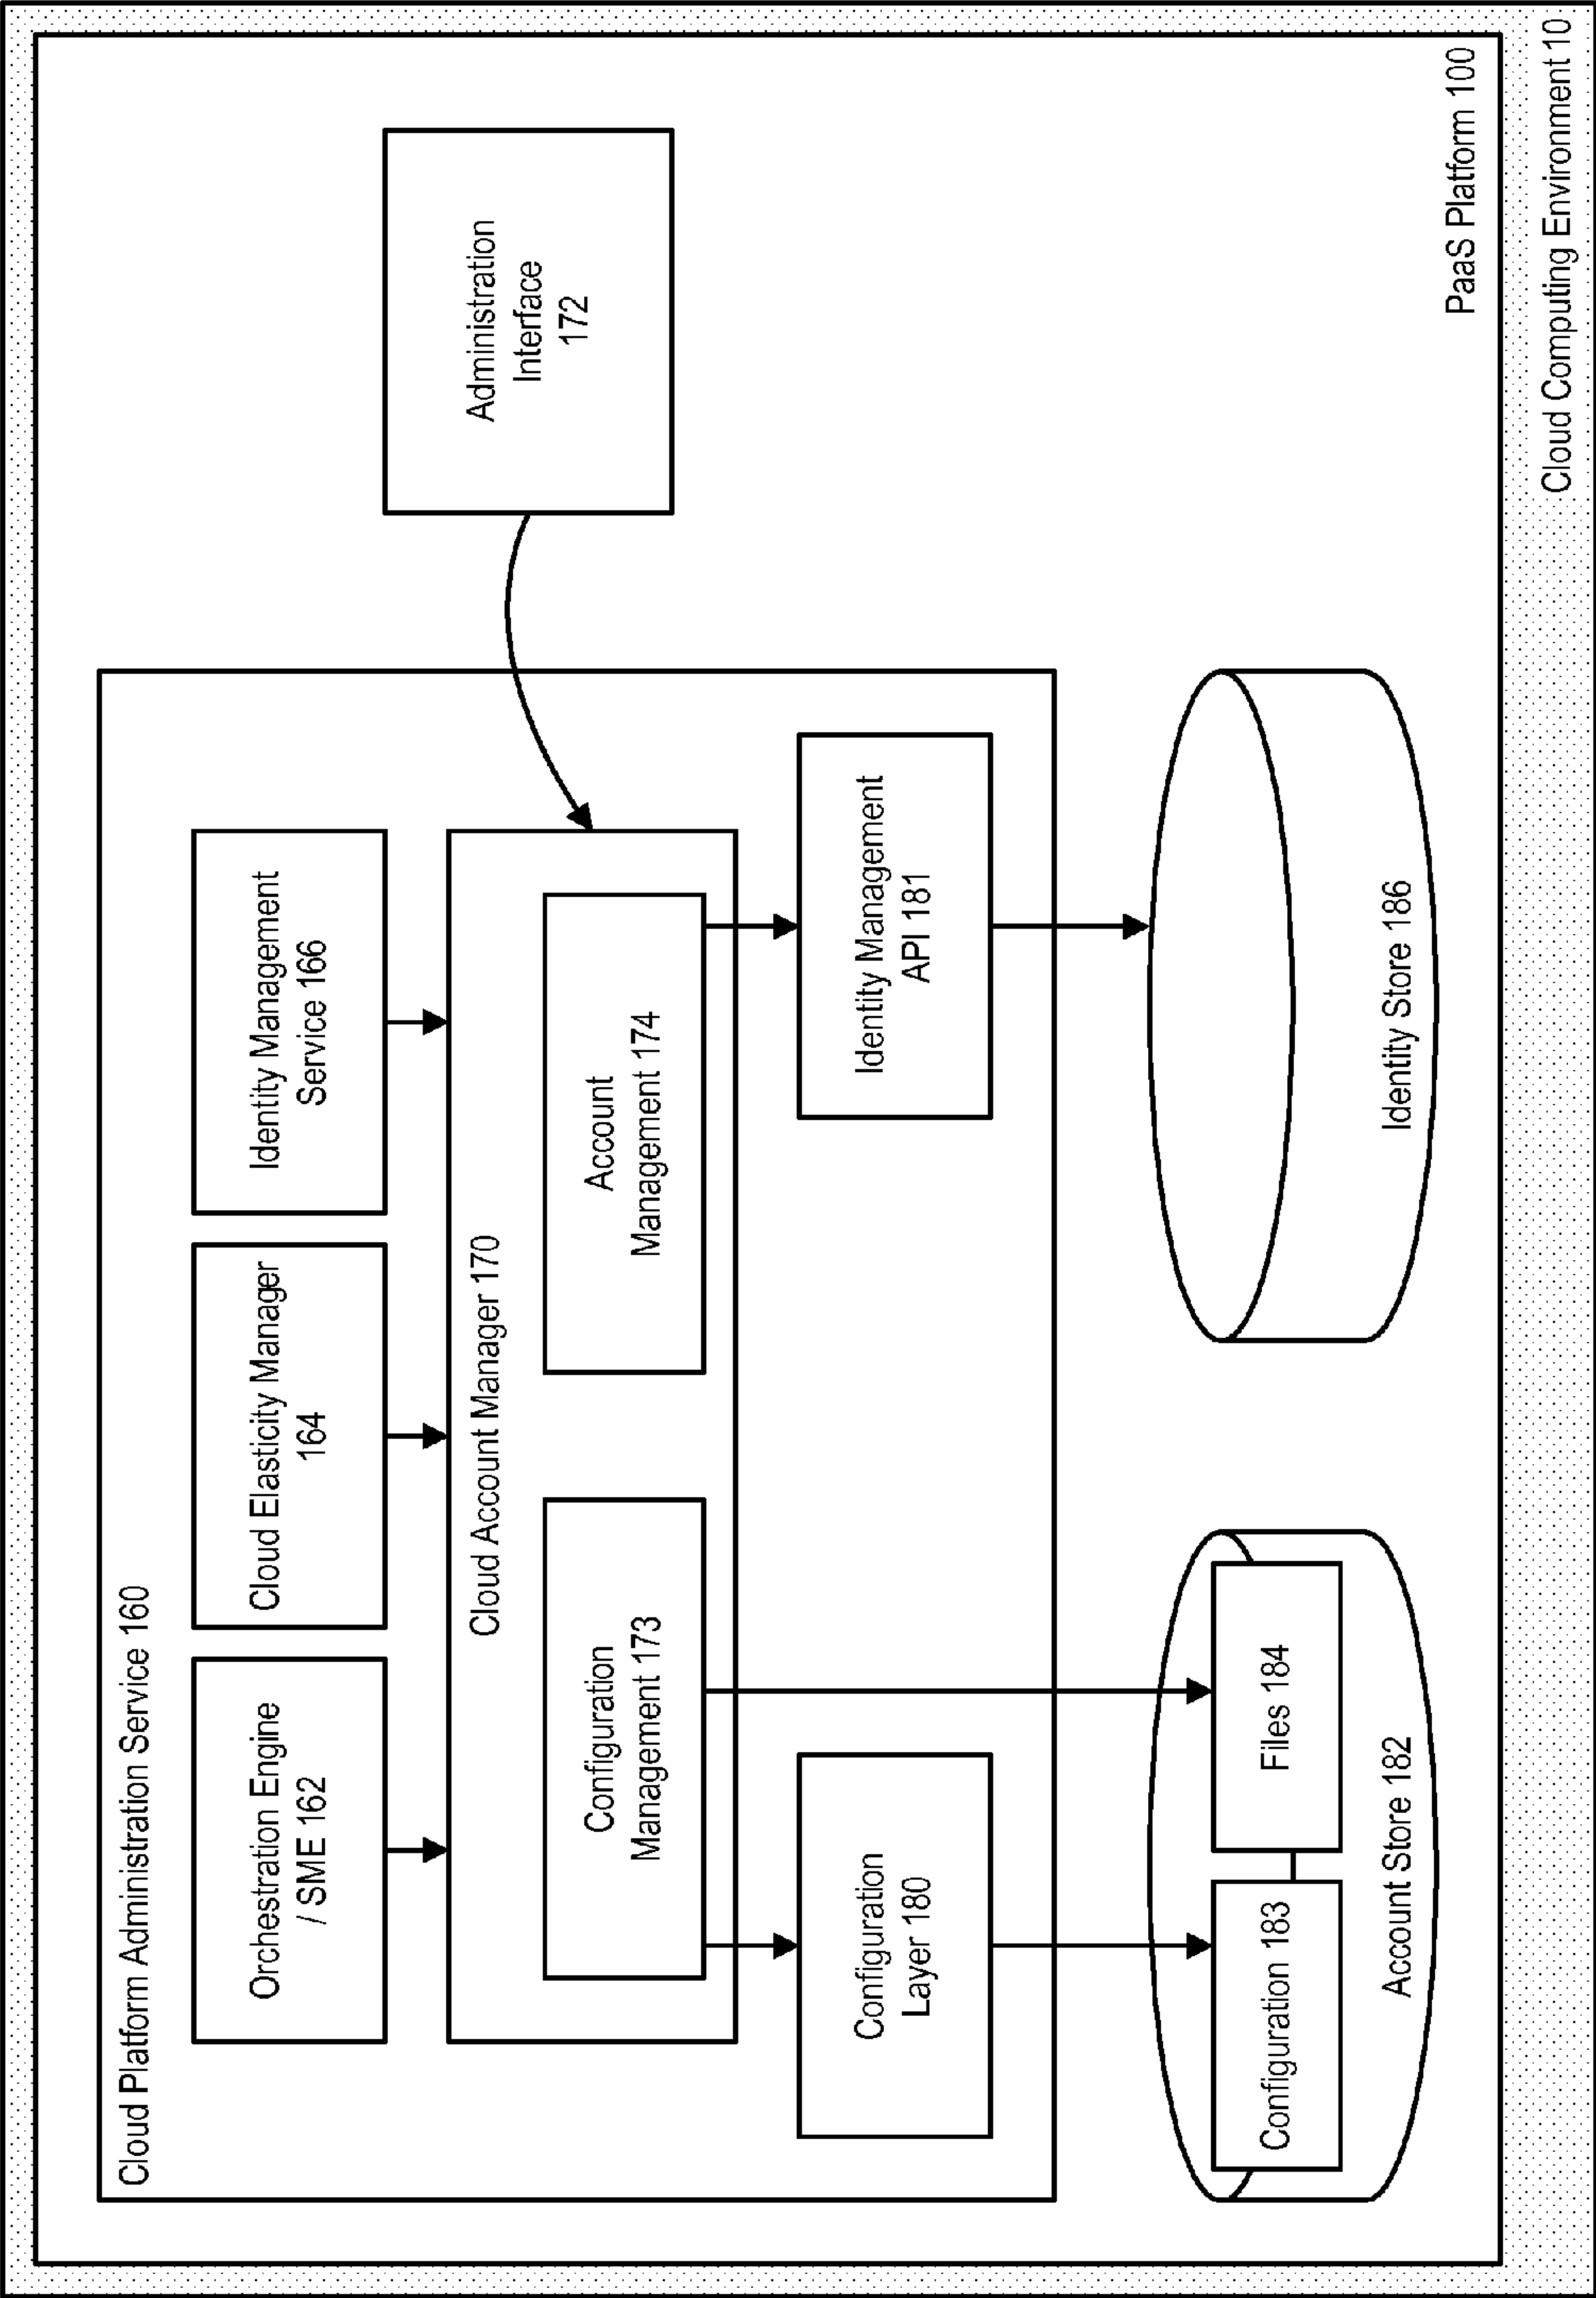 Cloud Platform Administration Service 160
Orchestration Engine
/ SME 162
Cloud Elasticity Manager
164
Identity Management
Service 166
Cloud Account Manager 170
Administration
Interface
172
Configuration
Management 173
Account
Management 174
Configuration
Layer 180
Identity Management
API 181
Configuration 183
Files 184
Account Store 182
Identity Store 186
PaaS Platform 100
Cloud Computing Environment 10